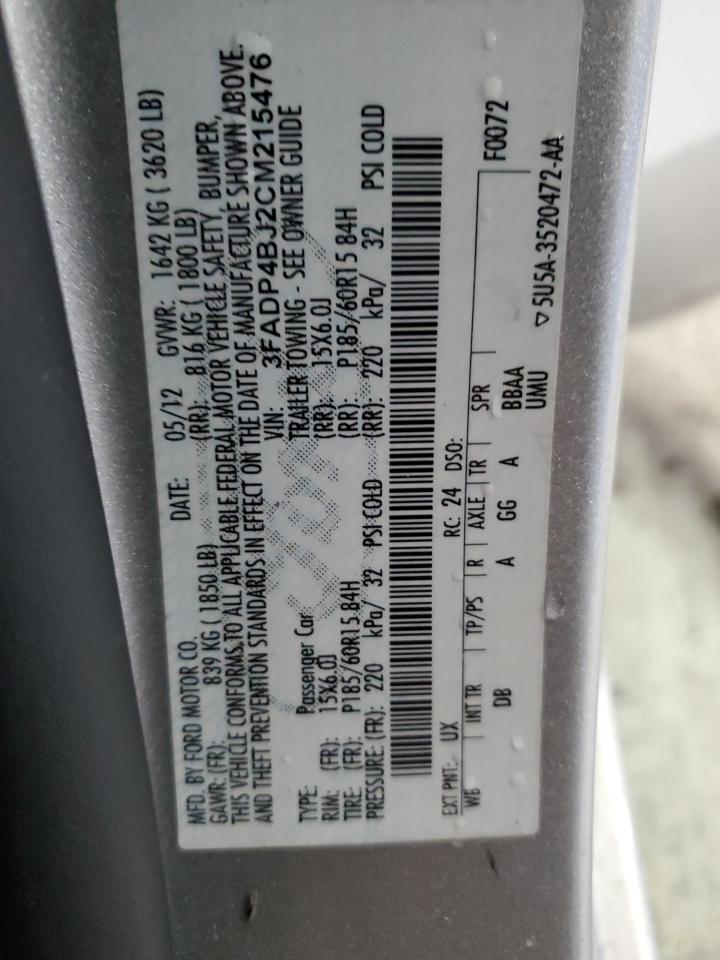 MFD. BY FORD MOTOR CO. DATE: 05/12 GVWR: 1642 KG ( 3620 LB)
GAWR: (FR): 839 KG ( 1850 LB) (RR): 816 KG ( 1800 LB)
THIS VEHICLE CONFORMS TO ALL APPLICABLE FEDERAL MOTOR VEHICLE SAFETY, BUMPER,
AND THEFT PREVENTION STANDARDS IN EFFECT ON THE DATE OF MANUFACTURE SHOWN ABOVE.
VIN: 3FADP4BJ2CM215476
TYPE: Passenger Car TRAILER TOWING - SEE OWNER GUIDE
RIM: (FR): 15X6.0J (RR): 15X6.0J
TIRE: (FR): P185/60R15 84H (RR): P185/60R15 84H
PRESSURE: (FR): 220 kPa/ 32 PSI COLD (RR): 220 kPa/ 32 PSI COLD
EXT PNT: UX RC: 24 DSO: F0072
WB INT TR TP/PS R AXLE TR SPR
DB A GG A BBAA
UMU
▽5U5A-3520472-AA